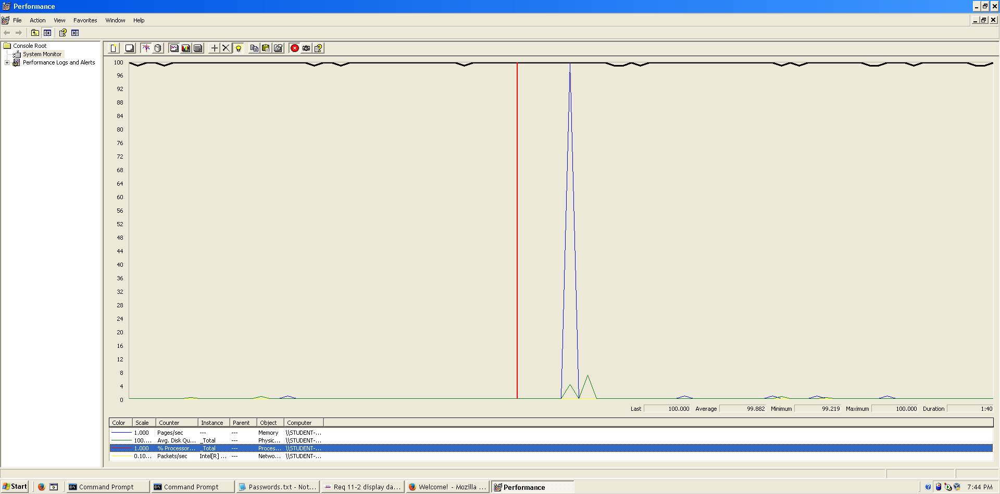 Performance
File Action View Favorites Window Help
Console Root
System Monitor
Performance Logs and Alerts
100
96
92
88
84
80
76
72
68
64
60
56
52
48
44
40
36
32
28
24
20
16
12
8
4
0
Last 100.000 Average 99.882 Minimum 99.219 Maximum 100.000 Duration 1:40
Color Scale Counter Instance Parent Object Computer
1.000 Pages/sec --- --- Memory \\STUDENT-...
100.... Avg. Disk Qu... _Total --- Physic... \\STUDENT-...
1.000 % Processor... _Total --- Proces... \\STUDENT-...
0.10... Packets/sec Intel[R] ... --- Netwo... \\STUDENT-...
Start Command Prompt Command Prompt Passwords.txt - Not... Req 11-2 display da... Welcome! - Mozilla ... Performance 7:44 PM